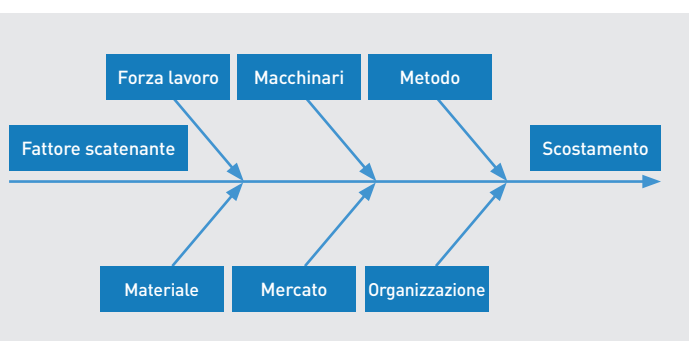 Forza lavoro
Macchinari
Metodo
Fattore scatenante
Scostamento
Materiale
Mercato
Organizzazione